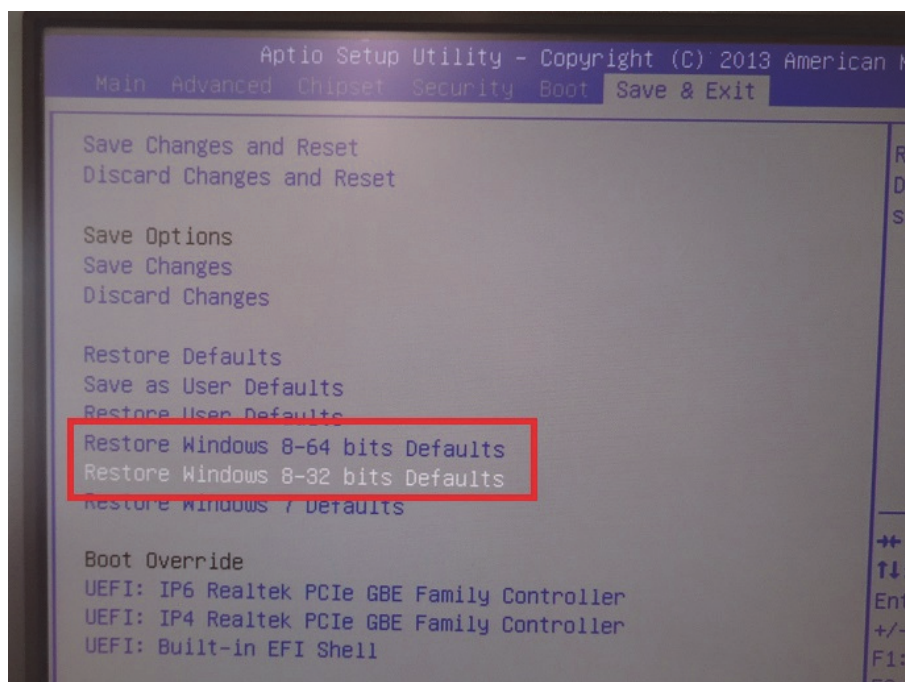 Aptio Setup Utility - Copyright (C) 2013 American
Main Advanced Chipset Security Boot Save & Exit
Save Changes and Reset
Discard Changes and Reset
Save Options
Save Changes
Discard Changes
Restore Defaults
Save as User Defaults
Restore User Defaults
Restore Windows 8-64 bits Defaults
Restore Windows 8-32 bits Defaults
Restore Windows 7 Defaults
Boot Override
UEFI: IP6 Realtek PCIe GBE Family Controller
UEFI: IP4 Realtek PCIe GBE Family Controller
UEFI: Built-in EFI Shell
+/-
F1: